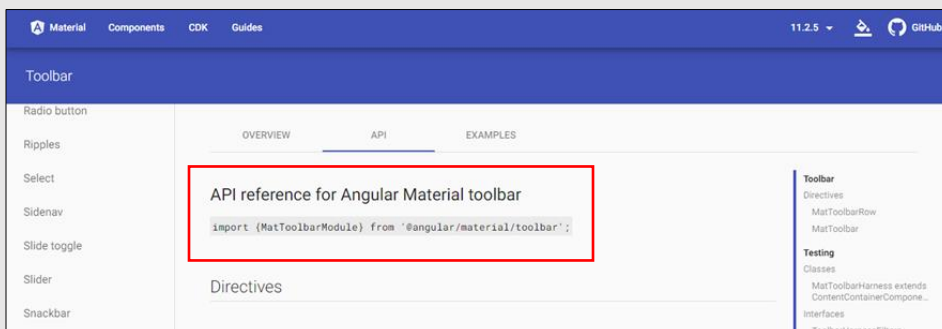 Material Components CDK Guides 11.2.5 GitHub
Toolbar
Radio button
Ripples
Select
Sidenav
Slide toggle
Slider
Snackbar
OVERVIEW API EXAMPLES
API reference for Angular Material toolbar
import {MatToolbarModule} from '@angular/material/toolbar';
Directives
Toolbar
Directives
MatToolbarRow
MatToolbar
Testing
Classes
MatToolbarHarness extends
ContentContainerCompone...
Interfaces